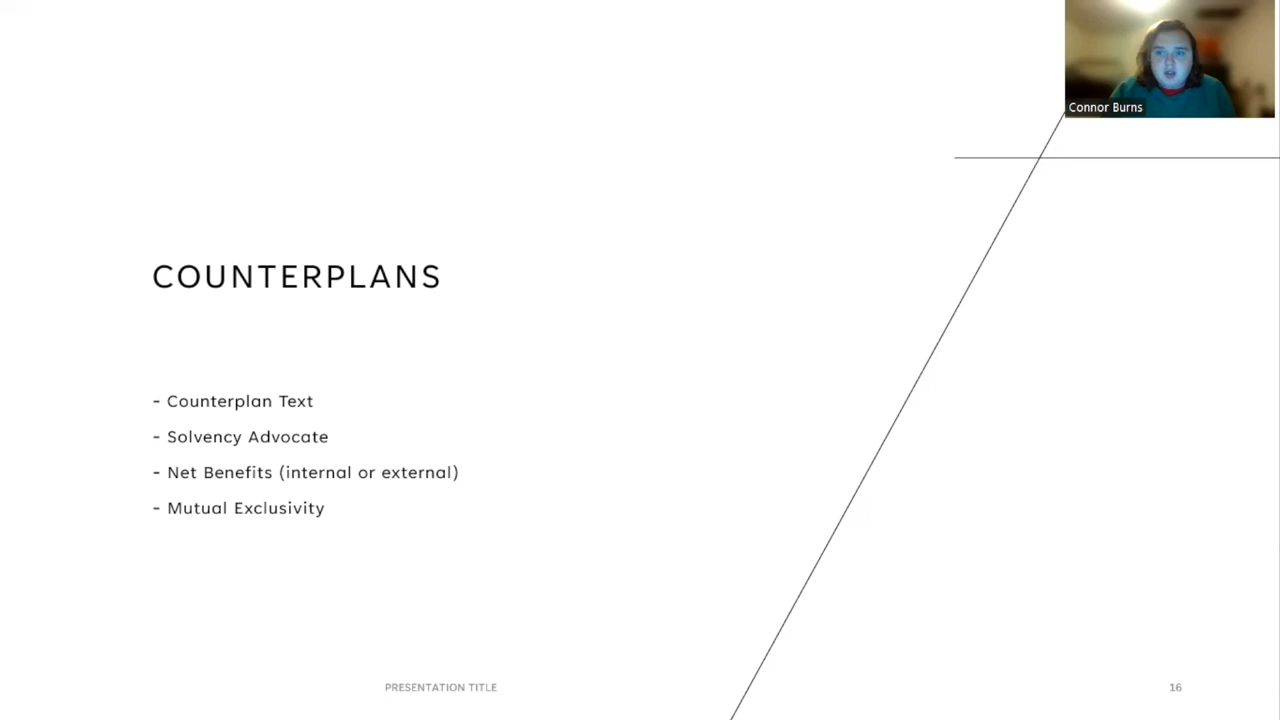 Connor Burns
COUNTERPLANS
- Counterplan Text
- Solvency Advocate
- Net Benefits (internal or external)
- Mutual Exclusivity
PRESENTATION TITLE
16